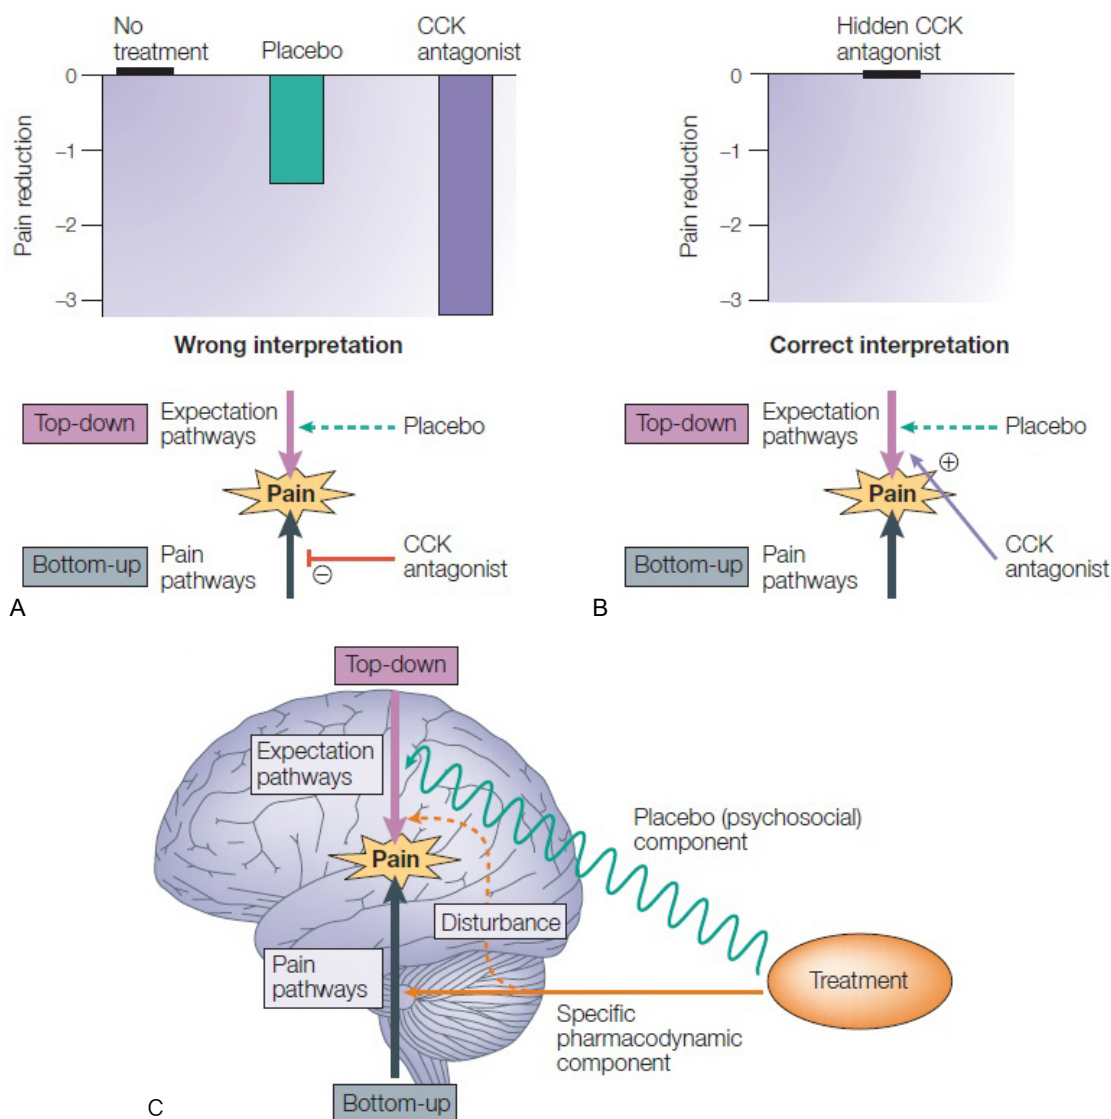 No
treatment
Placebo
CCK
antagonist
Pain reduction
0
–1
–2
–3
Wrong interpretation
Top-down
Expectation
pathways
Placebo
Pain
Bottom-up
Pain
pathways
–
CCK
antagonist
A
Hidden CCK
antagonist
Pain reduction
0
–1
–2
–3
Correct interpretation
Top-down
Expectation
pathways
Placebo
+
Pain
Bottom-up
Pain
pathways
CCK
antagonist
B
Top-down
Expectation
pathways
Placebo (psychosocial)
component
Pain
Disturbance
Pain
pathways
Treatment
Specific
pharmacodynamic
component
Bottom-up
C